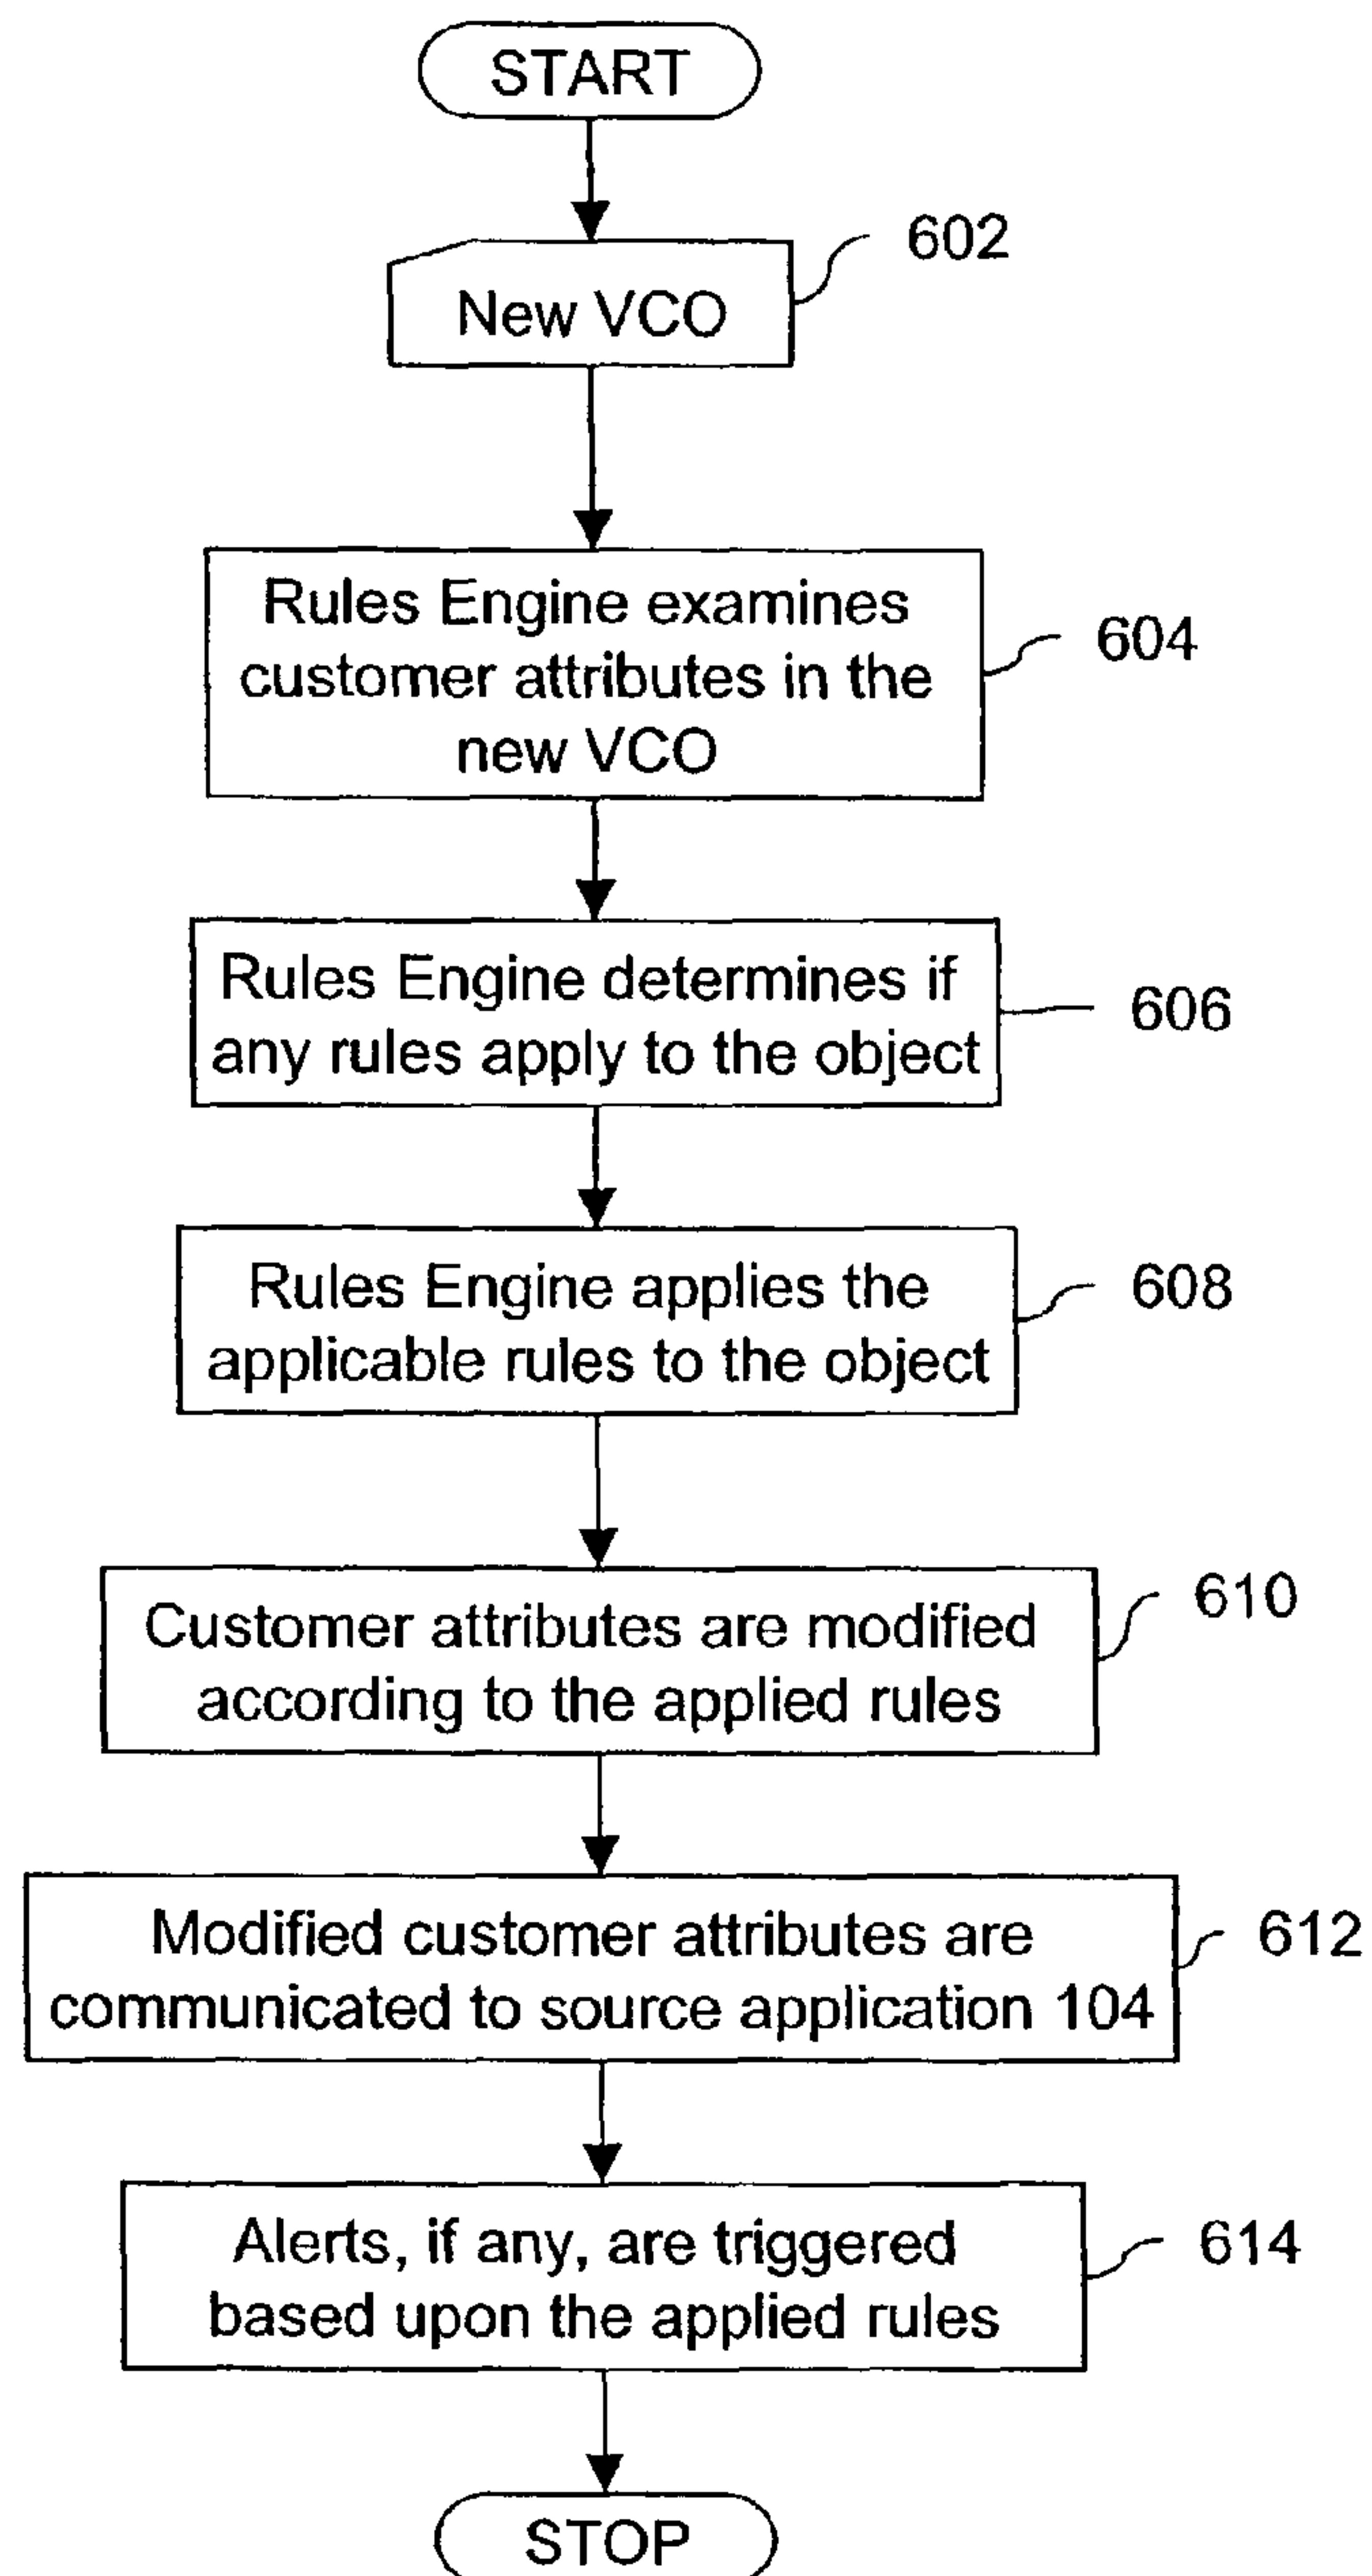 START
602
New VCO
Rules Engine examines
customer attributes in the
new VCO
604
Rules Engine determines if
any rules apply to the object
606
Rules Engine applies the
applicable rules to the object
608
Customer attributes are modified
according to the applied rules
610
Modified customer attributes are
communicated to source application 104
612
Alerts, if any, are triggered
based upon the applied rules
614
STOP